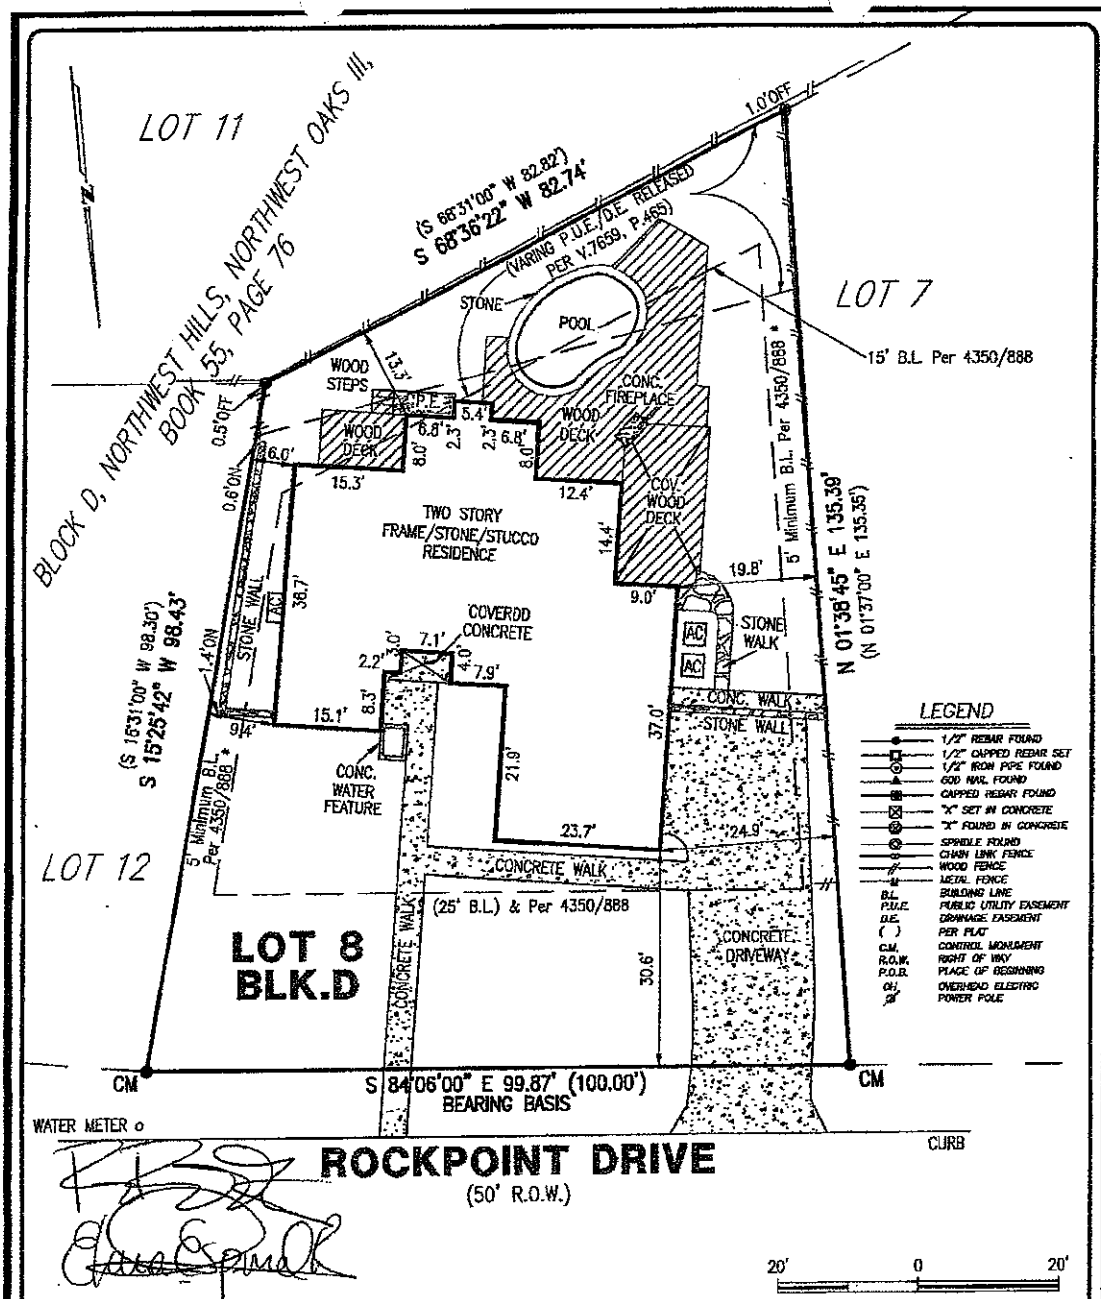 LOT 11
BLOCK D, NORTHWEST HILLS, NORTHWEST OAKS III,
BOOK 55, PAGE 76
N
(S 68°31'00" W 82.82')
S 68°36'22" W 82.74'
1.0'OFF
(VARING P.U.E./D.E. RELEASED
PER V.7659, P.465)
STONE
POOL
LOT 7
15' B.L. Per 4350/888
5' Minimum B.L. Per 4350/888 *
WOOD
STEPS
13.3'
P.E.
CONC.
FIREPLACE
0.5'OFF
WOOD
DECK
6.8'
2.3'
5.4'
2.3'
6.8'
WOOD
DECK
8.0'
8.0'
0.6'ON
6.0'
15.3'
12.4'
COV.
WOOD
DECK
TWO STORY
FRAME/STONE/STUCCO
RESIDENCE
14.4'
N 01°38'45" E 135.39'
(N 01°37'00" E 135.35')
19.8'
9.0'
38.7'
AC
STONE WALL
COVERDD
CONCRETE
3.0'
7.1'
4.0'
2.2'
7.9'
8.3'
AC
AC
STONE
WALK
(S 15°31'00" W 98.30')
S 15°25'42" W 98.43'
1.4'ON
9.4'
15.1'
CONC. WALK
STONE WALL
37.0'
21.9'
CONC.
WATER
FEATURE
5' Minimum B.L. *
Per 4350/888
23.7'
24.9'
CONCRETE WALK
LOT 12
(25' B.L.) & Per 4350/888
CONCRETE WALK
CONCRETE
DRIVEWAY
30.6'
LOT 8
BLK.D
LEGEND
1/2" REBAR FOUND
1/2" CAPPED REBAR SET
1/2" IRON PIPE FOUND
60D NAIL FOUND
CAPPED REBAR FOUND
"X" SET IN CONCRETE
"X" FOUND IN CONCRETE
SPINDLE FOUND
CHAIN LINK FENCE
WOOD FENCE
METAL FENCE
B.L. BUILDING LINE
P.U.E. PUBLIC UTILITY EASEMENT
D.E. DRAINAGE EASEMENT
( ) PER PLAT
C.M. CONTROL MONUMENT
R.O.W. RIGHT OF WAY
P.O.B. PLACE OF BEGINNING
OH OVERHEAD ELECTRIC
POWER POLE
CM
CM
S 84°06'00" E 99.87' (100.00')
BEARING BASIS
WATER METER o
CURB
ROCKPOINT DRIVE
(50' R.O.W.)
20' 0 20'